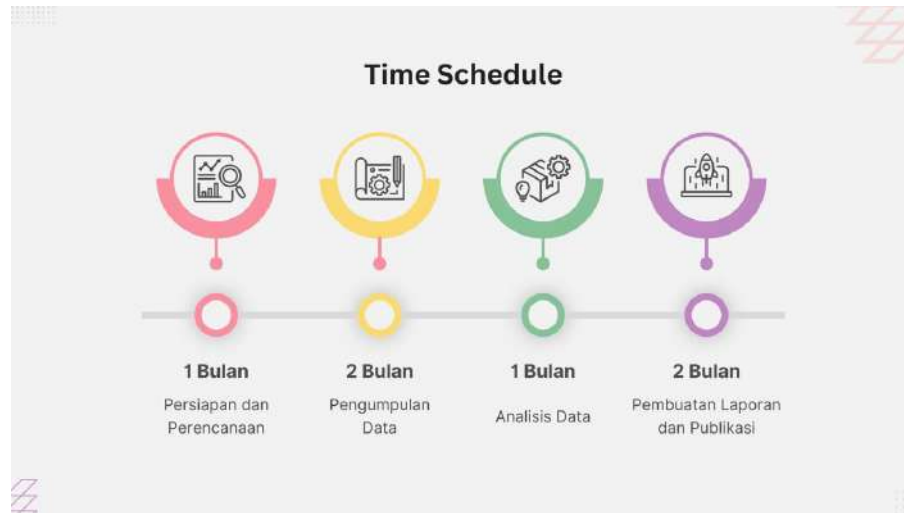 Time Schedule
1 Bulan
Persiapan dan
Perencanaan
2 Bulan
Pengumpulan
Data
1 Bulan
Analisis Data
2 Bulan
Pembuatan Laporan
dan Publikasi